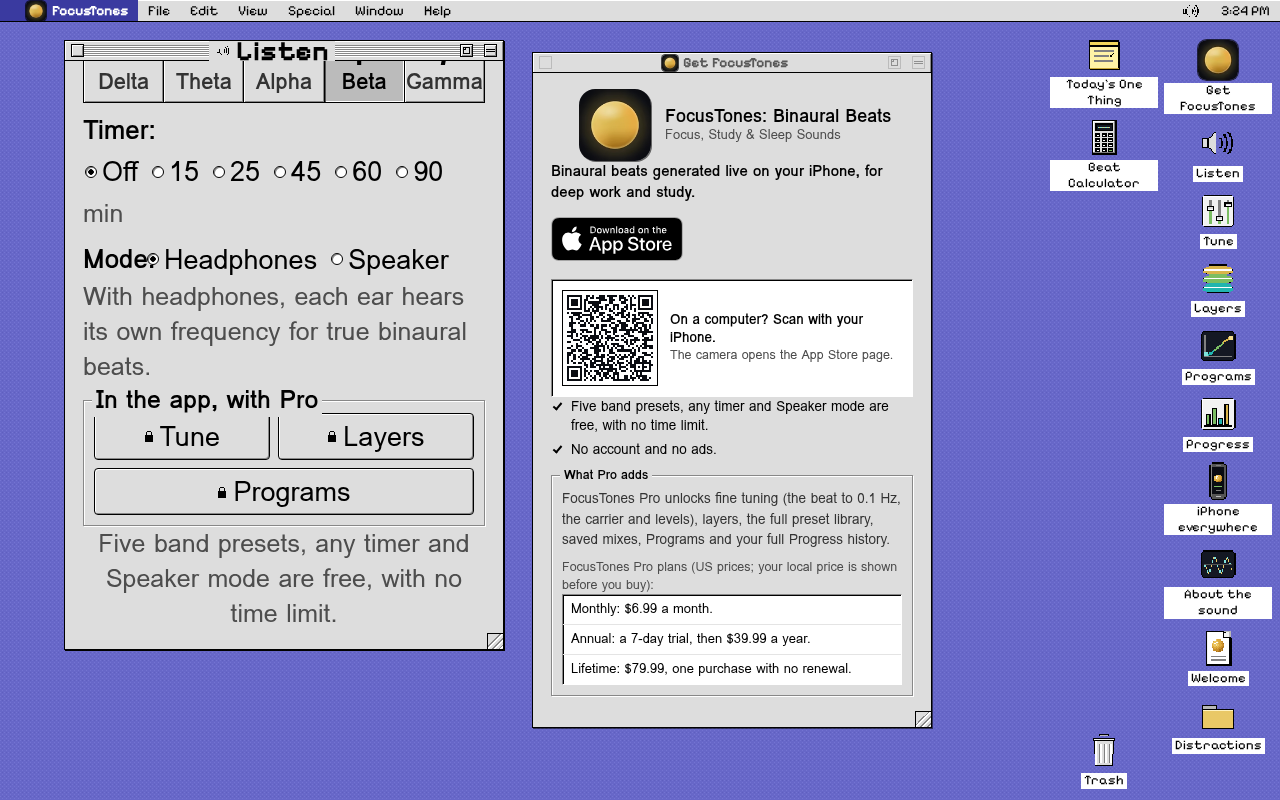 FocusTones File Edit View Special Window Help 3:24 PM
Listen
Delta Theta Alpha Beta Gamma
Timer:
Off 15 25 45 60 90
min
Mode: Headphones Speaker
With headphones, each ear hears
its own frequency for true binaural
beats.
In the app, with Pro
Tune Layers
Programs
Five band presets, any timer and
Speaker mode are free, with no
time limit.
Get FocusTones
FocusTones: Binaural Beats
Focus, Study & Sleep Sounds
Binaural beats generated live on your iPhone, for
deep work and study.
Download on the
App Store
On a computer? Scan with your
iPhone.
The camera opens the App Store page.
Five band presets, any timer and Speaker mode are
free, with no time limit.
No account and no ads.
What Pro adds
FocusTones Pro unlocks fine tuning (the beat to 0.1 Hz,
the carrier and levels), layers, the full preset library,
saved mixes, Programs and your full Progress history.
FocusTones Pro plans (US prices; your local price is shown
before you buy):
Monthly: $6.99 a month.
Annual: a 7-day trial, then $39.99 a year.
Lifetime: $79.99, one purchase with no renewal.
Today's One
Thing
Beat
Calculator
Trash
Get
FocusTones
Listen
Tune
Layers
Programs
Progress
iPhone
everywhere
About the
sound
Welcome
Distractions